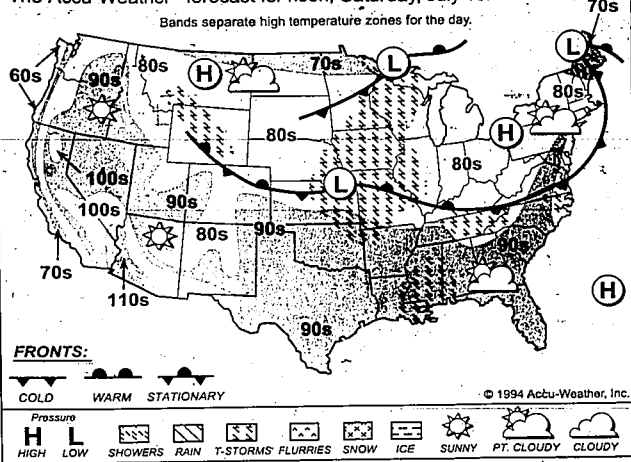 The Accu-Weather forecast for noon, Saturday, July
Bands separate high temperature zones for the day.
70s
L
L
60s
90s
80s
H
70s
80s
H
80s
80s
100s
L
100s
90s
80s
90s
90s
70s
110s
90s
H
FRONTS:
COLD WARM STATIONARY
© 1994 Accu-Weather, Inc.
Pressure
H L
HIGH LOW SHOWERS RAIN T-STORMS FLURRIES SNOW ICE SUNNY PT. CLOUDY CLOUDY